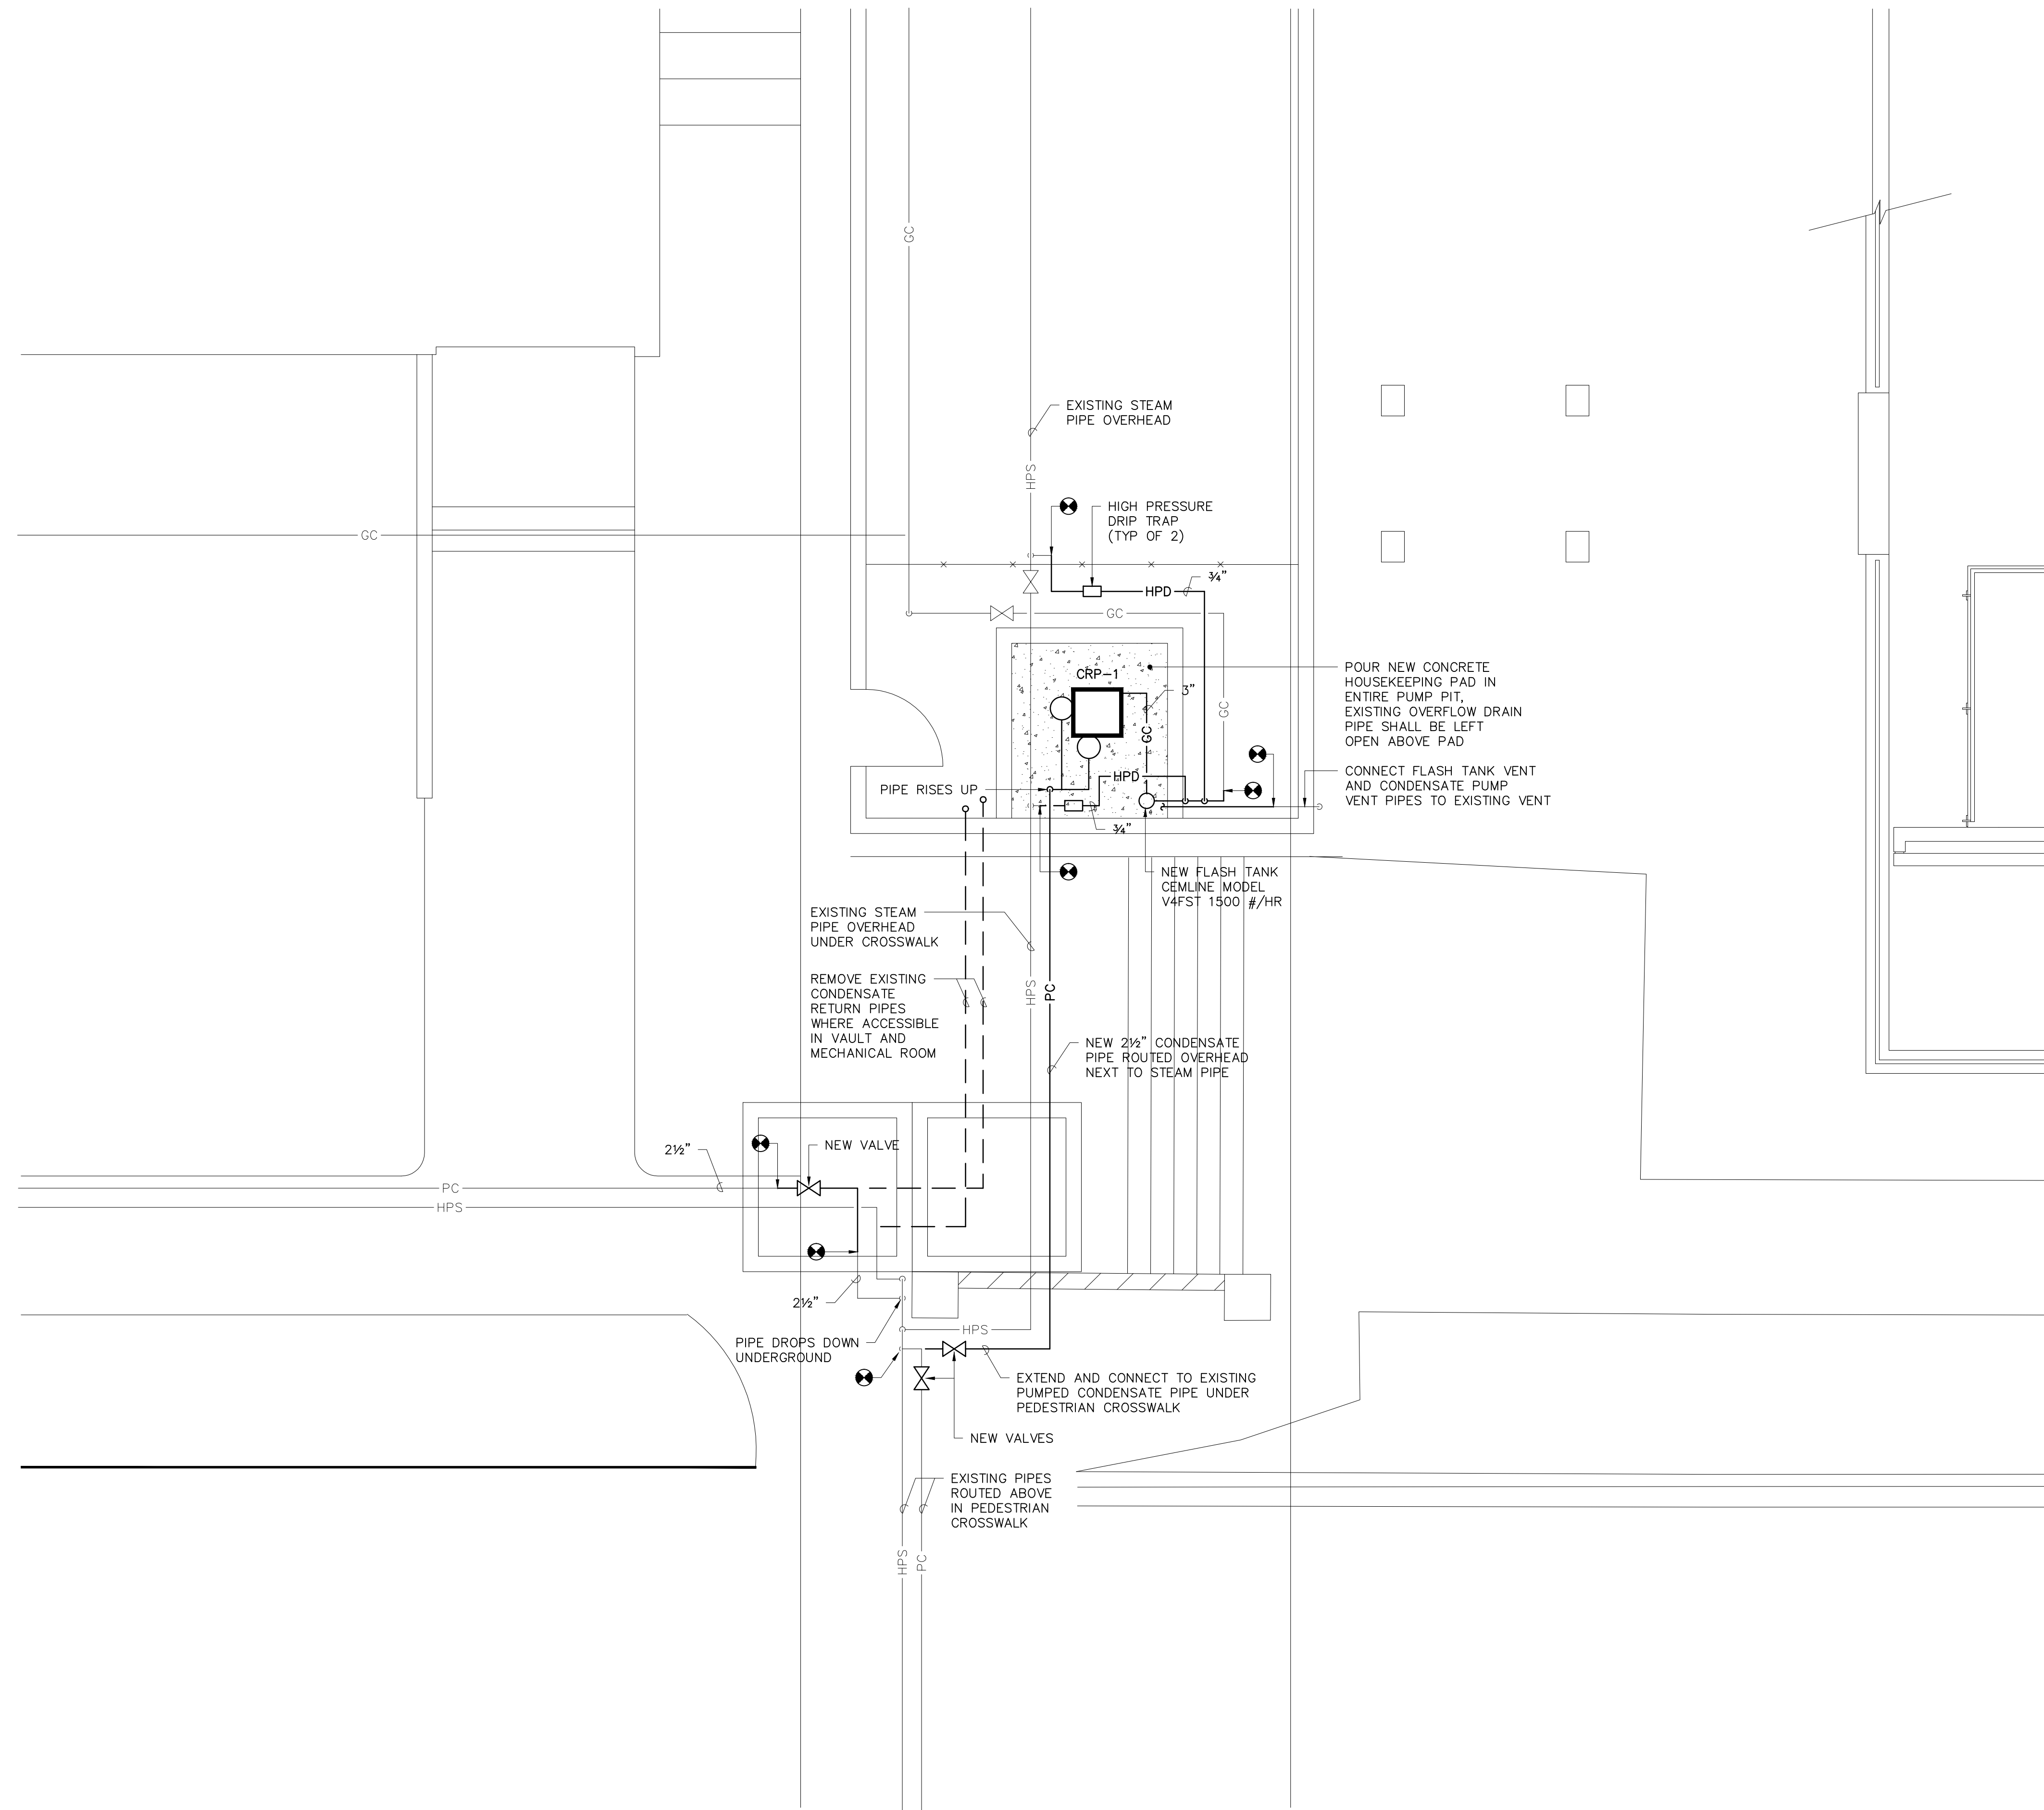 GC
EXISTING STEAM
PIPE OVERHEAD
HPS
HIGH PRESSURE
DRIP TRAP
(TYP OF 2)
GC
¾"
HPD
GC
POUR NEW CONCRETE
HOUSEKEEPING PAD IN
ENTIRE PUMP PIT,
EXISTING OVERFLOW DRAIN
PIPE SHALL BE LEFT
OPEN ABOVE PAD
CRP-1
3"
GC
GC
CONNECT FLASH TANK VENT
AND CONDENSATE PUMP
VENT PIPES TO EXISTING VENT
HPD
PIPE RISES UP
¾"
NEW FLASH TANK
CEMLINE MODEL
V4FST 1500 #/HR
EXISTING STEAM
PIPE OVERHEAD
UNDER CROSSWALK
REMOVE EXISTING
CONDENSATE
RETURN PIPES
WHERE ACCESSIBLE
IN VAULT AND
MECHANICAL ROOM
HPS
PC
NEW 2½" CONDENSATE
PIPE ROUTED OVERHEAD
NEXT TO STEAM PIPE
2½"
NEW VALVE
PC
HPS
2½"
HPS
PIPE DROPS DOWN
UNDERGROUND
EXTEND AND CONNECT TO EXISTING
PUMPED CONDENSATE PIPE UNDER
PEDESTRIAN CROSSWALK
NEW VALVES
EXISTING PIPES
ROUTED ABOVE
IN PEDESTRIAN
CROSSWALK
HPS
PC